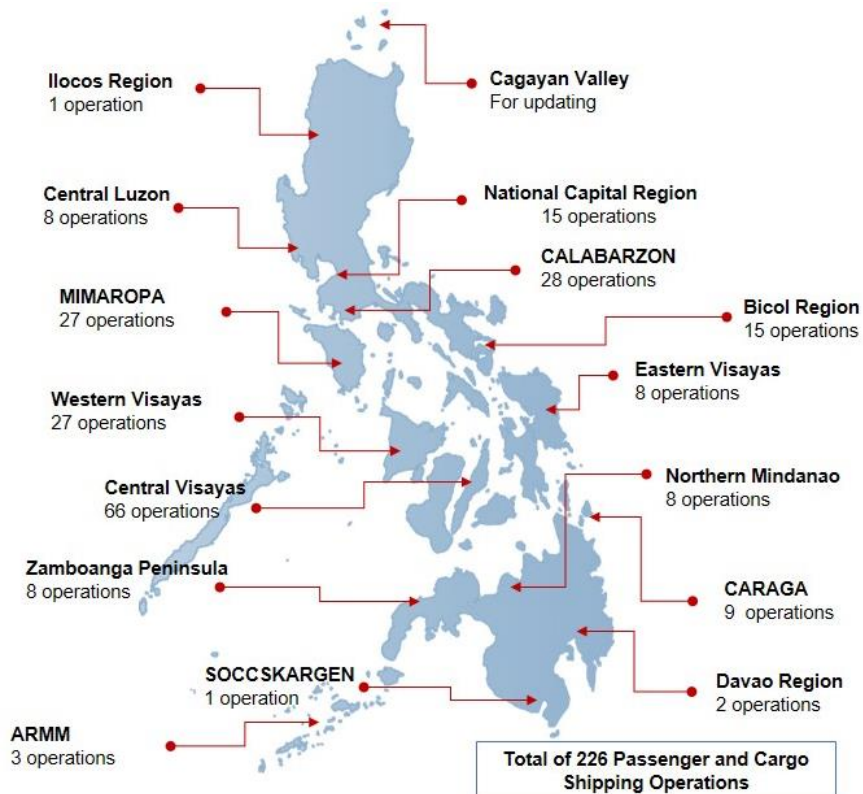 Ilocos Region
1 operation
Cagayan Valley
For updating
Central Luzon
8 operations
National Capital Region
15 operations
CALABARZON
28 operations
MIMAROPA
27 operations
Bicol Region
15 operations
Eastern Visayas
8 operations
Western Visayas
27 operations
Northern Mindanao
8 operations
Central Visayas
66 operations
Zamboanga Peninsula
8 operations
CARAGA
9 operations
SOCCSKARGEN
1 operation
Davao Region
2 operations
ARMM
3 operations
Total of 226 Passenger and Cargo
Shipping Operations